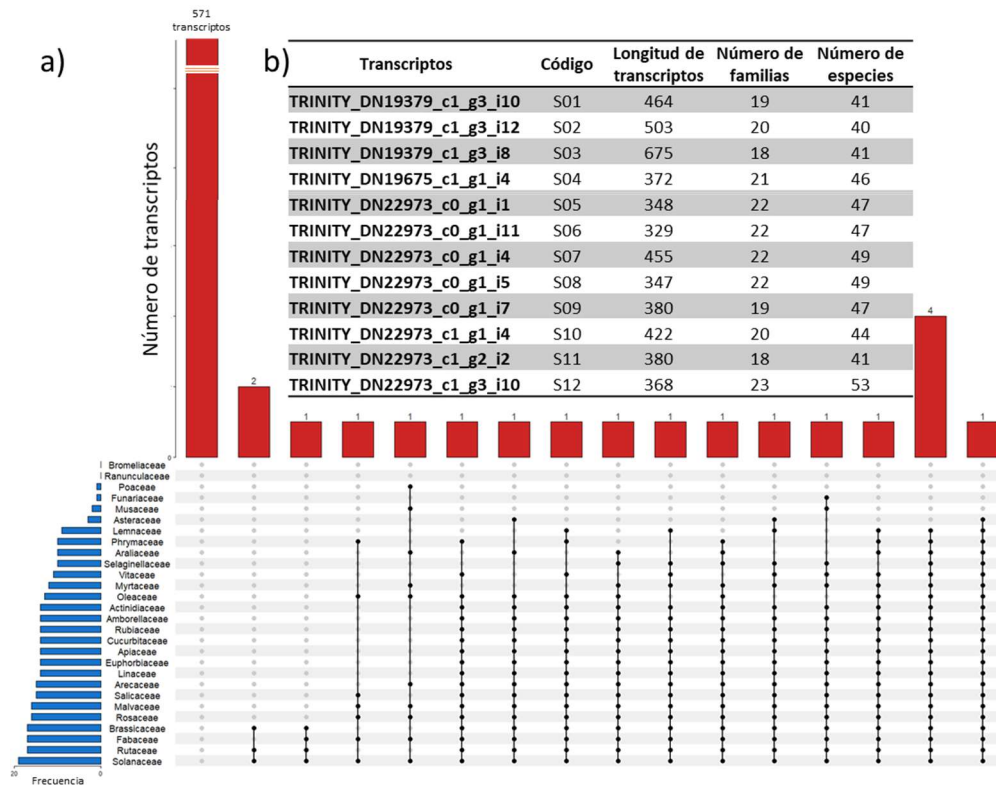 571
transcriptos
a)
b)
Número de transcriptos
0
Transcriptos Código Longitud de transcriptos Número de familias Número de especies
TRINITY_DN19379_c1_g3_i10 S01 464 19 41
TRINITY_DN19379_c1_g3_i12 S02 503 20 40
TRINITY_DN19379_c1_g3_i8 S03 675 18 41
TRINITY_DN19675_c1_g1_i4 S04 372 21 46
TRINITY_DN22973_c0_g1_i1 S05 348 22 47
TRINITY_DN22973_c0_g1_i11 S06 329 22 47
TRINITY_DN22973_c0_g1_i4 S07 455 22 49
TRINITY_DN22973_c0_g1_i5 S08 347 22 49
TRINITY_DN22973_c0_g1_i7 S09 380 19 47
TRINITY_DN22973_c1_g1_i4 S10 422 20 44
TRINITY_DN22973_c1_g2_i2 S11 380 18 41
TRINITY_DN22973_c1_g3_i10 S12 368 23 53
2 1 1 1 1 1 1 1 1 1 1 1 1 4 1
Bromeliaceae
Ranunculaceae
Poaceae
Funariaceae
Musaceae
Asteraceae
Lemnaceae
Phrymaceae
Araliaceae
Selaginellaceae
Vitaceae
Myrtaceae
Oleaceae
Actinidiaceae
Amborellaceae
Rubiaceae
Cucurbitaceae
Apiaceae
Euphorbiaceae
Linaceae
Arecaceae
Salicaceae
Malvaceae
Rosaceae
Brassicaceae
Fabaceae
Rutaceae
Solanaceae
20 0
Frecuencia